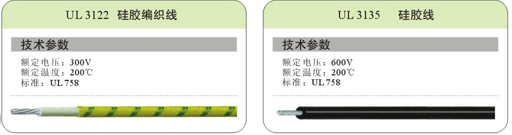 UL 3122 硅胶编织线
技术参数
额定电压：300V
额定温度：200℃
标准：UL 758
UL 3135 硅胶线
技术参数
额定电压：600V
额定温度：200℃
标准：UL 758